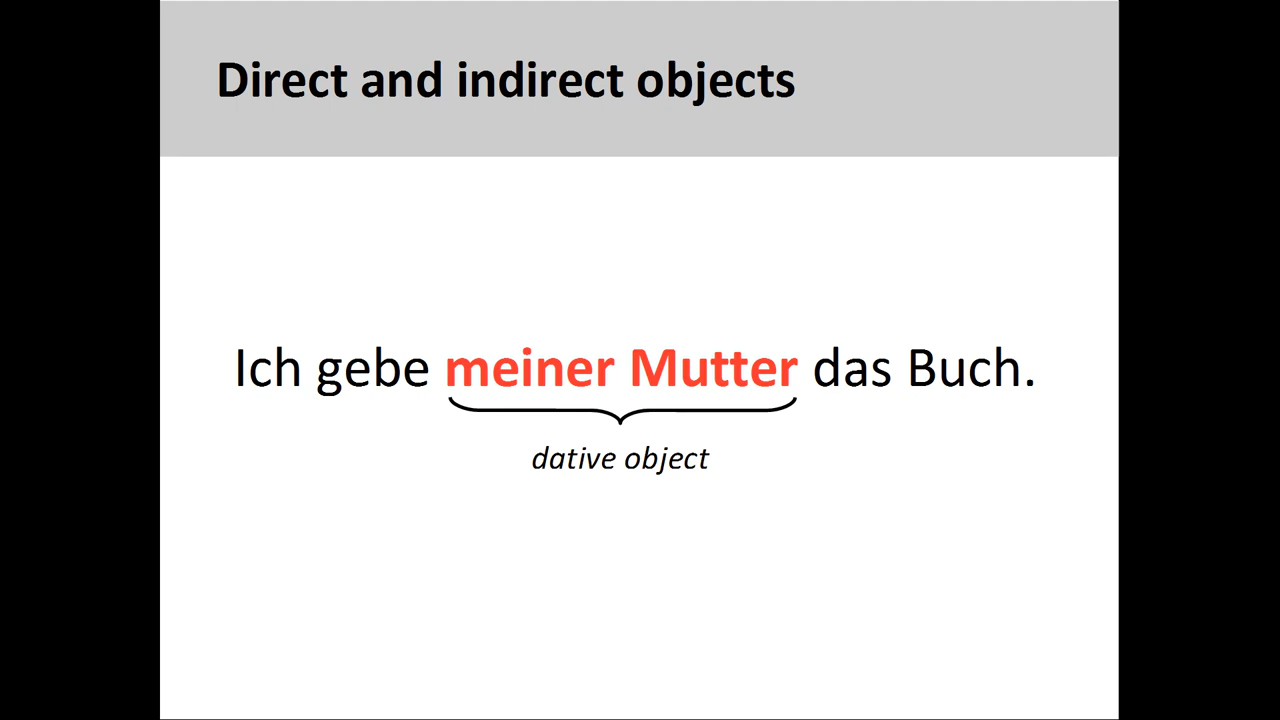 Direct and indirect objects
Ich gebe meiner Mutter das Buch.
dative object